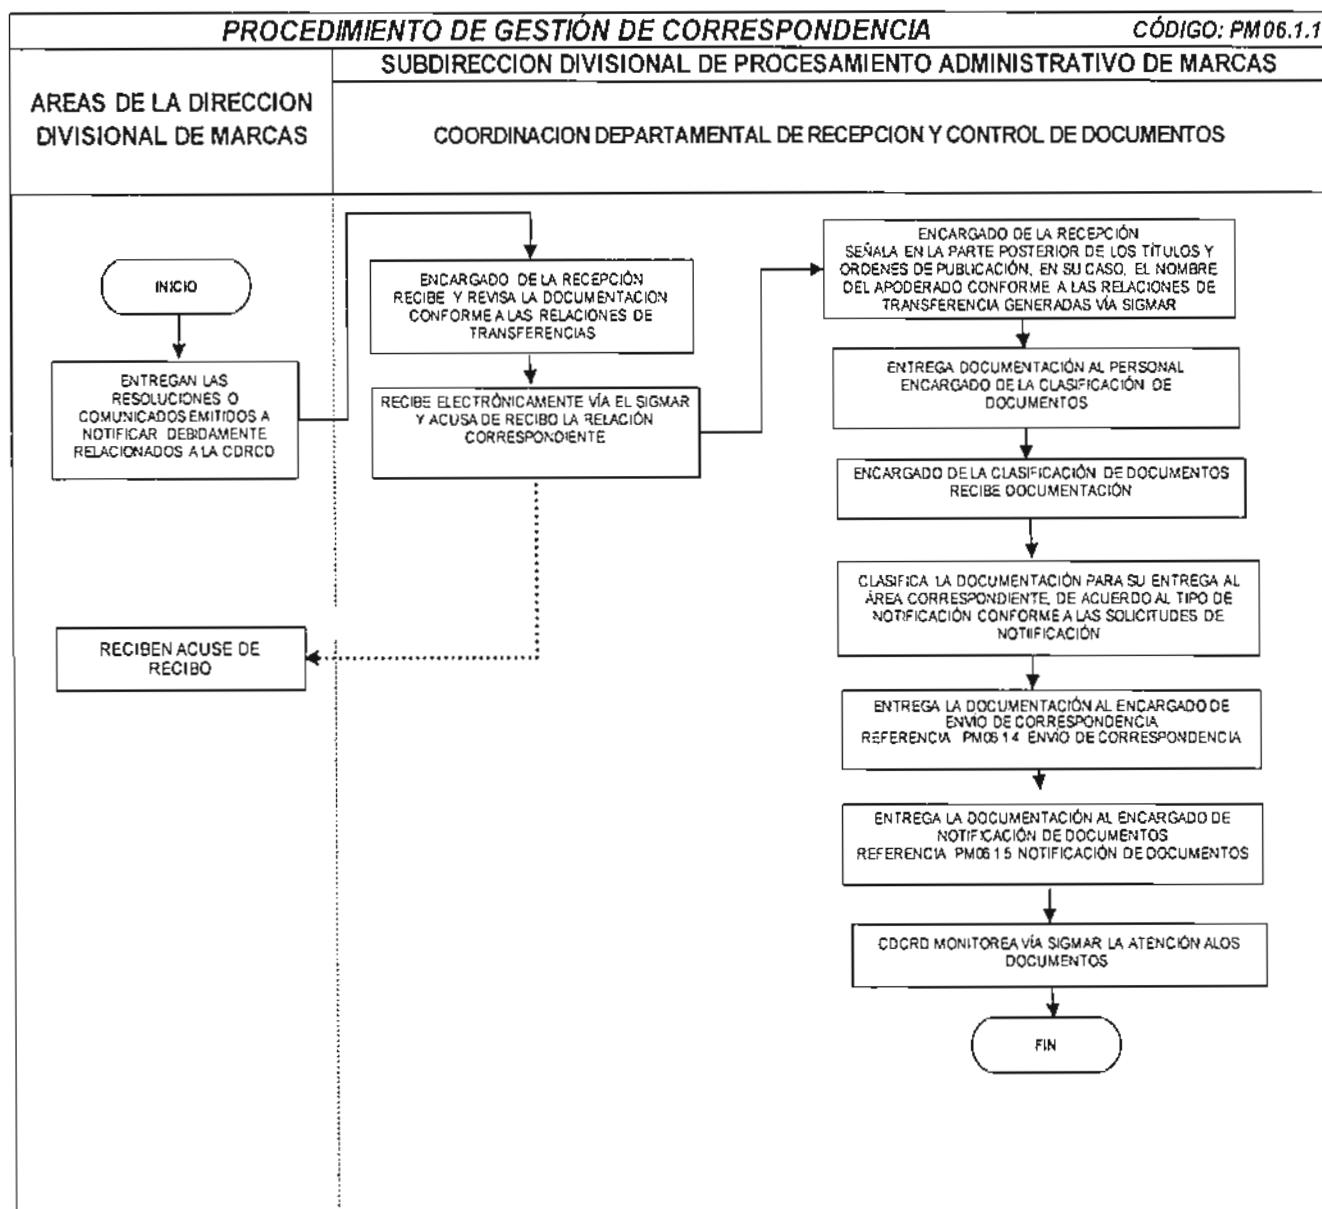 PROCEDIMIENTO DE GESTIÓN DE CORRESPONDENCIA
CÓDIGO: PM06.1.1
SUBDIRECCION DIVISIONAL DE PROCESAMIENTO ADMINISTRATIVO DE MARCAS
AREAS DE LA DIRECCION
DIVISIONAL DE MARCAS
COORDINACION DEPARTAMENTAL DE RECEPCION Y CONTROL DE DOCUMENTOS
INICIO
ENTREGAN LAS
RESOLUCIONES O
COMUNICADOS EMITIDOS A
NOTIFICAR DEBIDAMENTE
RELACIONADOS A LA CDRCD
RECIBEN ACUSE DE
RECIBO
ENCARGADO DE LA RECEPCIÓN
RECIBE Y REVISA LA DOCUMENTACION
CONFORME A LAS RELACIONES DE
TRANSFERENCIAS
RECIBE ELECTRÓNICAMENTE VÍA EL SIGMAR
Y ACUSA DE RECIBO LA RELACIÓN
CORRESPONDIENTE
ENCARGADO DE LA RECEPCIÓN
SEÑALA EN LA PARTE POSTERIOR DE LOS TÍTULOS Y
ORDENES DE PUBLICACIÓN, EN SU CASO, EL NOMBRE
DEL APODERADO CONFORME A LAS RELACIONES DE
TRANSFERENCIA GENERADAS VÍA SIGMAR
ENTREGA DOCUMENTACIÓN AL PERSONAL
ENCARGADO DE LA CLASIFICACIÓN DE
DOCUMENTOS
ENCARGADO DE LA CLASIFICACIÓN DE DOCUMENTOS
RECIBE DOCUMENTACIÓN
CLASIFICA LA DOCUMENTACIÓN PARA SU ENTREGA AL
ÁREA CORRESPONDIENTE, DE ACUERDO AL TIPO DE
NOTIFICACIÓN CONFORME A LAS SOLICITUDES DE
NOTIIFICACIÓN
ENTREGA LA DOCUMENTACIÓN AL ENCARGADO DE
ENVÍO DE CORRESPONDENCIA
REFERENCIA PM06.1.4 ENVÍO DE CORRESPONDENCIA
ENTREGA LA DOCUMENTACIÓN AL ENCARGADO DE
NOTIFICACIÓN DE DOCUMENTOS
REFERENCIA PM06.1.5 NOTIFICACIÓN DE DOCUMENTOS
CDCRD MONITOREA VÍA SIGMAR LA ATENCIÓN ALOS
DOCUMENTOS
FIN